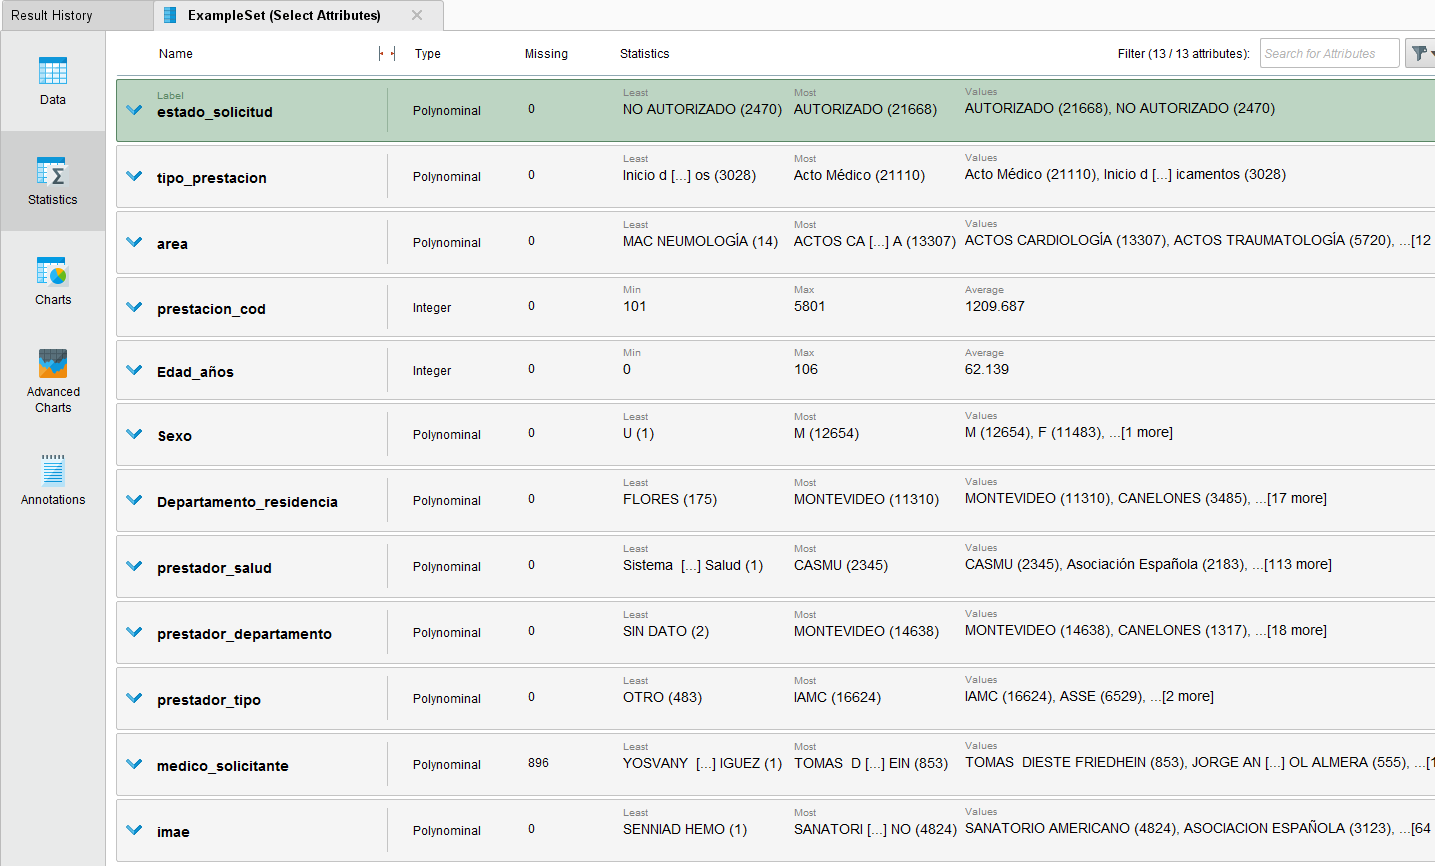 Result History
ExampleSet (Select Attributes)
Data
Statistics
Charts
Advanced
Charts
Annotations
Name Type Missing Statistics Filter (13 / 13 attributes): Search for Attributes
Label Least Most Values
estado_solicitud Polynominal 0 NO AUTORIZADO (2470) AUTORIZADO (21668) AUTORIZADO (21668), NO AUTORIZADO (2470)
Least Most Values
tipo_prestacion Polynominal 0 Inicio d [...] os (3028) Acto Médico (21110) Acto Médico (21110), Inicio d [...] icamentos (3028)
Least Most Values
area Polynominal 0 MAC NEUMOLOGÍA (14) ACTOS CA [...] A (13307) ACTOS CARDIOLOGÍA (13307), ACTOS TRAUMATOLOGÍA (5720), ...[12
Min Max Average
prestacion_cod Integer 0 101 5801 1209.687
Min Max Average
Edad_años Integer 0 0 106 62.139
Least Most Values
Sexo Polynominal 0 U (1) M (12654) M (12654), F (11483), ...[1 more]
Least Most Values
Departamento_residencia Polynominal 0 FLORES (175) MONTEVIDEO (11310) MONTEVIDEO (11310), CANELONES (3485), ...[17 more]
Least Most Values
prestador_salud Polynominal 0 Sistema [...] Salud (1) CASMU (2345) CASMU (2345), Asociación Española (2183), ...[113 more]
Least Most Values
prestador_departamento Polynominal 0 SIN DATO (2) MONTEVIDEO (14638) MONTEVIDEO (14638), CANELONES (1317), ...[18 more]
Least Most Values
prestador_tipo Polynominal 0 OTRO (483) IAMC (16624) IAMC (16624), ASSE (6529), ...[2 more]
Least Most Values
medico_solicitante Polynominal 896 YOSVANY [...] IGUEZ (1) TOMAS D [...] EIN (853) TOMAS DIESTE FRIEDHEIN (853), JORGE AN [...] OL ALMERA (555), ...[1
Least Most Values
imae Polynominal 0 SENNIAD HEMO (1) SANATORI [...] NO (4824) SANATORIO AMERICANO (4824), ASOCIACION ESPAÑOLA (3123), ...[64